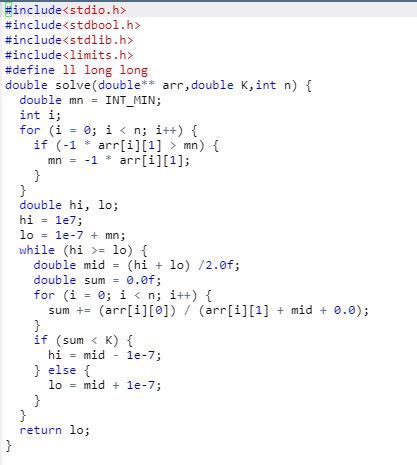 #include<stdio.h>
#include<stdbool.h>
#include<stdlib.h>
#include<limits.h>
#define ll long long
double solve(double** arr,double K,int n) {
  double mn = INT_MIN;
  int i;
  for (i = 0; i < n; i++) {
    if (-1 * arr[i][1] > mn) {
      mn = -1 * arr[i][1];
    }
  }
  double hi, lo;
  hi = 1e7;
  lo = 1e-7 + mn;
  while (hi >= lo) {
    double mid = (hi + lo) /2.0f;
    double sum = 0.0f;
    for (i = 0; i < n; i++) {
      sum += (arr[i][0]) / (arr[i][1] + mid + 0.0);
    }
    if (sum < K) {
      hi = mid - 1e-7;
    } else {
      lo = mid + 1e-7;
    }
  }
  return lo;
}